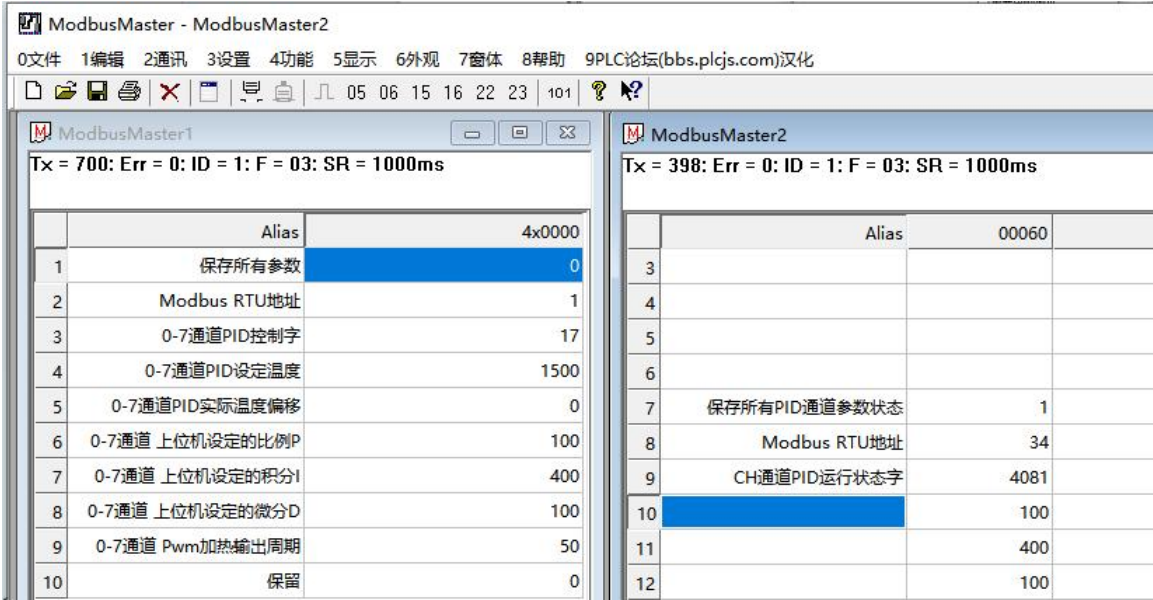 ModbusMaster - ModbusMaster2
0文件 1编辑 2通讯 3设置 4功能 5显示 6外观 7窗体 8帮助 9PLC论坛(bbs.plcjs.com)汉化
05 06 15 16 22 23 101
ModbusMaster1
Tx = 700: Err = 0: ID = 1: F = 03: SR = 1000ms
Alias 4x0000
1 保存所有参数 0
2 Modbus RTU地址 1
3 0-7通道PID控制字 17
4 0-7通道PID设定温度 1500
5 0-7通道PID实际温度偏移 0
6 0-7通道 上位机设定的比例P 100
7 0-7通道 上位机设定的积分I 400
8 0-7通道 上位机设定的微分D 100
9 0-7通道 Pwm加热输出周期 50
10 保留 0
ModbusMaster2
Tx = 398: Err = 0: ID = 1: F = 03: SR = 1000ms
Alias 00060
3
4
5
6
7 保存所有PID通道参数状态 1
8 Modbus RTU地址 34
9 CH通道PID运行状态字 4081
10 100
11 400
12 100